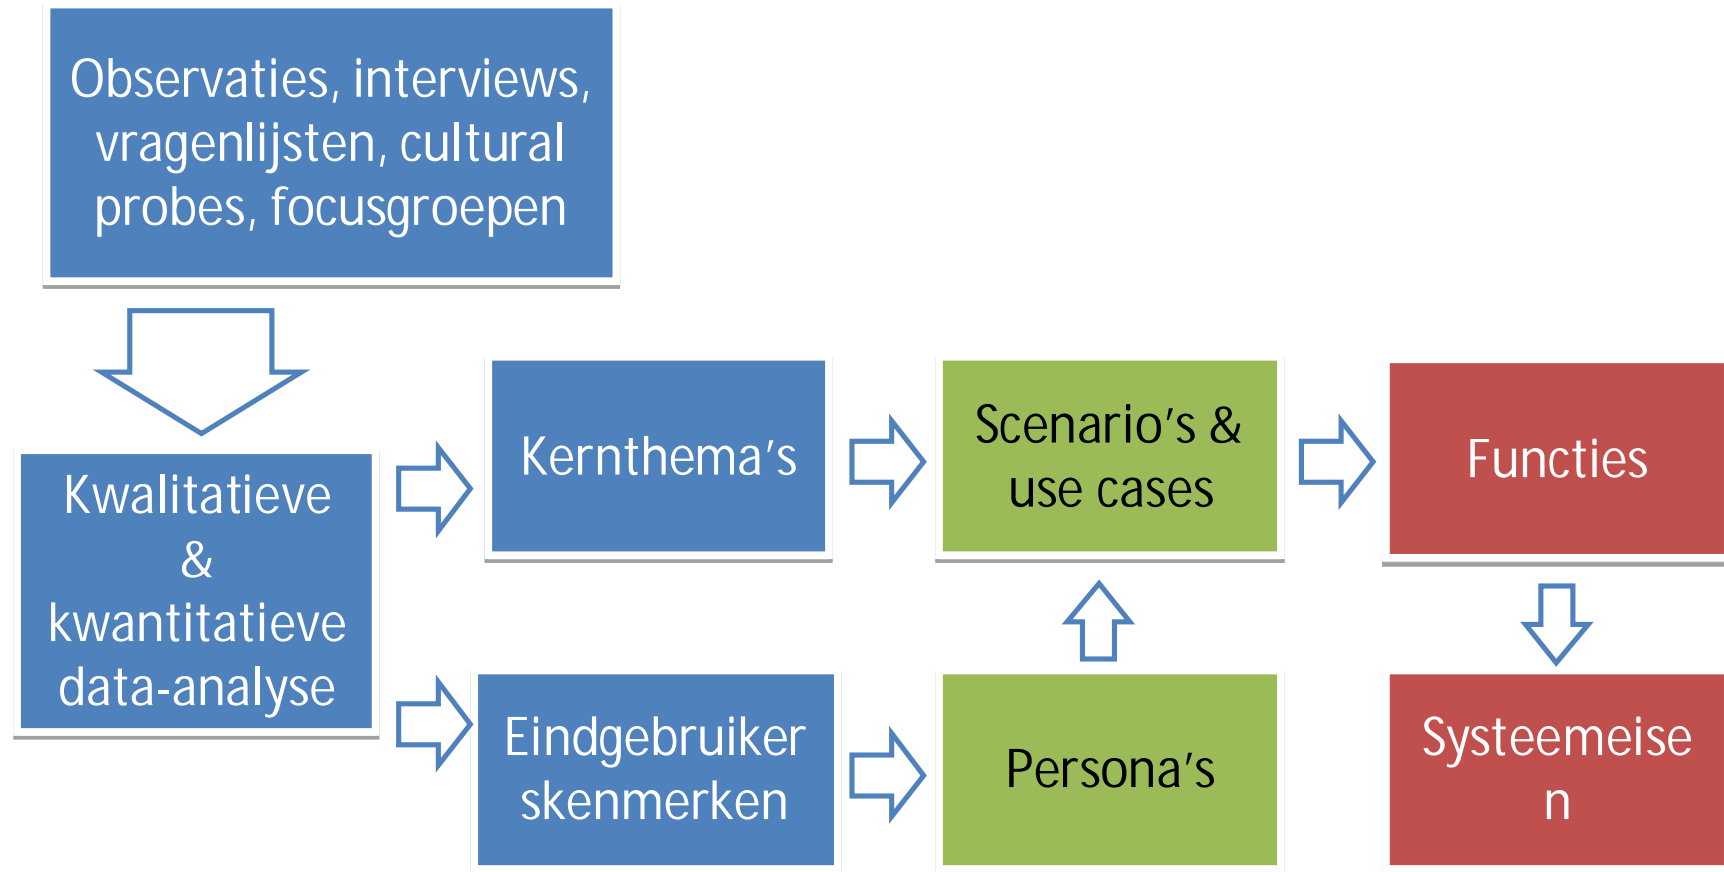 Observaties, interviews,
vragenlijsten, cultural
probes, focusgroepen
Kwalitatieve
&
kwantitatieve
data-analyse
Kernthema's
Scenario's &
use cases
Functies
Eindgebruiker
skenmerken
Persona's
Systeemeise
n